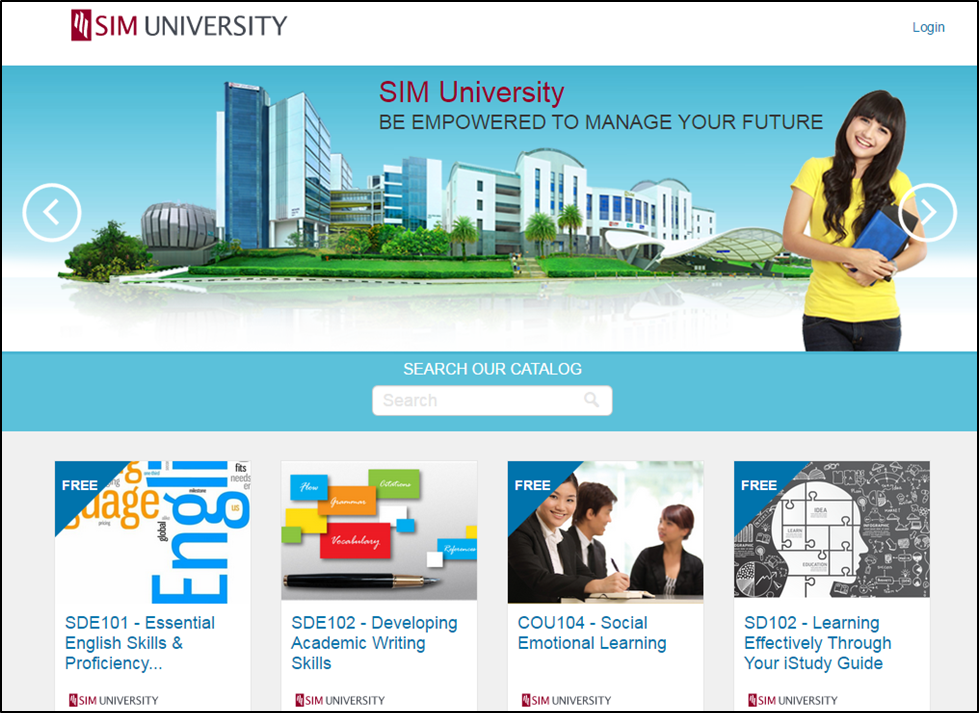 SIM UNIVERSITY
Login
SIM University
BE EMPOWERED TO MANAGE YOUR FUTURE
SEARCH OUR CATALOG
Search
FREE
guage
Engli
global
fits
needs
us
Flow
Grammar
Citations
Vocabulary
References
FREE
FREE
IDEA
LEARN
EDUCATION
SDE101 - Essential
English Skills &
Proficiency...
SIM UNIVERSITY
SDE102 - Developing
Academic Writing
Skills
SIM UNIVERSITY
COU104 - Social
Emotional Learning
SIM UNIVERSITY
SD102 - Learning
Effectively Through
Your iStudy Guide
SIM UNIVERSITY